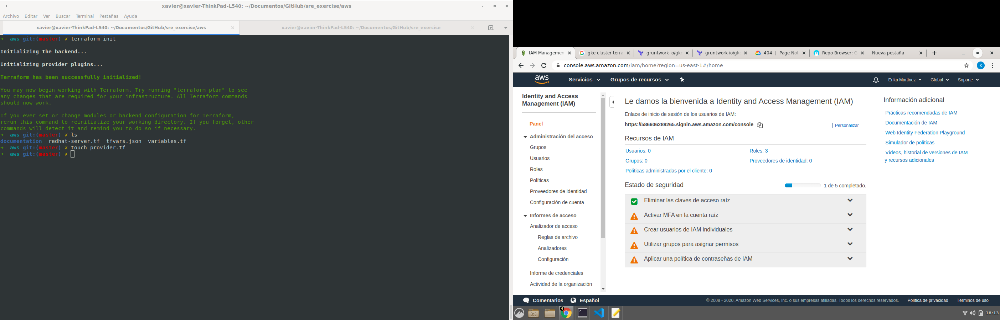 xavier@xavier-ThinkPad-L540: ~/Documentos/GitHub/sre_exercise/aws
Archivo Editar Ver Buscar Terminal Pestañas Ayuda
xavier@xavier-ThinkPad-L540: ~/Documentos/GitHub/sre_exercise/aws
xavier@xavier-ThinkPad-L540: ~/Documentos/GitHub/sre_exercise
→ aws git:(master) ✗ terraform init
Initializing the backend...
Initializing provider plugins...
Terraform has been successfully initialized!
You may now begin working with Terraform. Try running "terraform plan" to see
any changes that are required for your infrastructure. All Terraform commands
should now work.
If you ever set or change modules or backend configuration for Terraform,
rerun this command to reinitialize your working directory. If you forget, other
commands will detect it and remind you to do so if necessary.
→ aws git:(master) ✗ ls
documentation redhat-server.tf tfvars.json variables.tf
→ aws git:(master) ✗ touch provider.tf
→ aws git:(master) ✗
IAM Managemen
gke cluster terra
gruntwork-io/gke
gruntwork-io/gke
404 | Page Not
Repo Browser: G
Nueva pestaña
console.aws.amazon.com/iam/home?region=us-east-1#/home
X
aws
Servicios
Grupos de recursos
Erika Martinez
Global
Soporte
Identity and Access
Management (IAM)
Panel
Administración del acceso
Grupos
Usuarios
Roles
Políticas
Proveedores de identidad
Configuración de cuenta
Informes de acceso
Analizador de acceso
Reglas de archivo
Analizadores
Configuración
Informe de credenciales
Actividad de la organización
Le damos la bienvenida a Identity and Access Management (IAM)
Enlace de inicio de sesión de los usuarios de IAM:
https://586606289265.signin.aws.amazon.com/console
| Personalizar
Recursos de IAM
Usuarios: 0
Roles: 3
Grupos: 0
Proveedores de identidad: 0
Políticas administradas por el cliente: 0
Estado de seguridad
1 de 5 completado.
Eliminar las claves de acceso raíz
Activar MFA en la cuenta raíz
Crear usuarios de IAM individuales
Utilizar grupos para asignar permisos
Aplicar una política de contraseñas de IAM
Información adicional
Prácticas recomendadas de IAM
Documentación de IAM
Web Identity Federation Playground
Simulador de políticas
Vídeos, historial de versiones de IAM
y recursos adicionales
Comentarios
Español
© 2008 - 2020, Amazon Web Services, Inc. o sus empresas afiliadas. Todos los derechos reservados.
Política de privacidad
Términos de uso
4
18:13